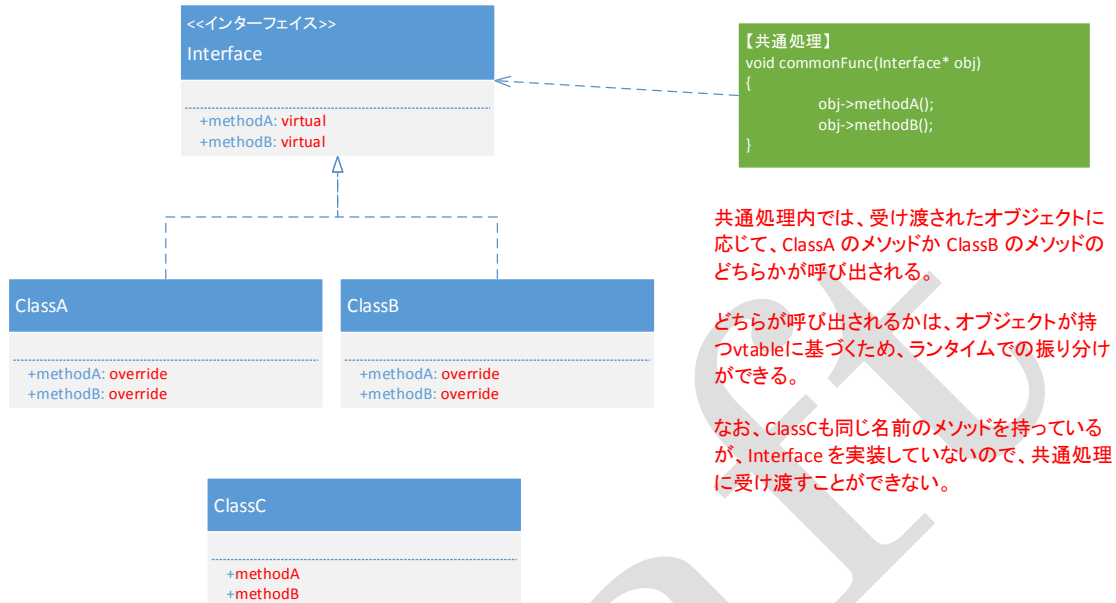 <<インターフェイス>>
Interface
+methodA: virtual
+methodB: virtual
【共通処理】
void commonFunc(Interface* obj)
{
obj->methodA();
obj->methodB();
}
共通処理内では、受け渡されたオブジェクトに
応じて、ClassA のメソッドか ClassB のメソッドの
どちらかが呼び出される。
どちらが呼び出されるかは、オブジェクトが持
つvtableに基づくため、ランタイムでの振り分け
ができる。
なお、ClassCも同じ名前のメソッドを持っている
が、Interface を実装していないので、共通処理
に受け渡すことができない。
ClassA
+methodA: override
+methodB: override
ClassB
+methodA: override
+methodB: override
ClassC
+methodA
+methodB